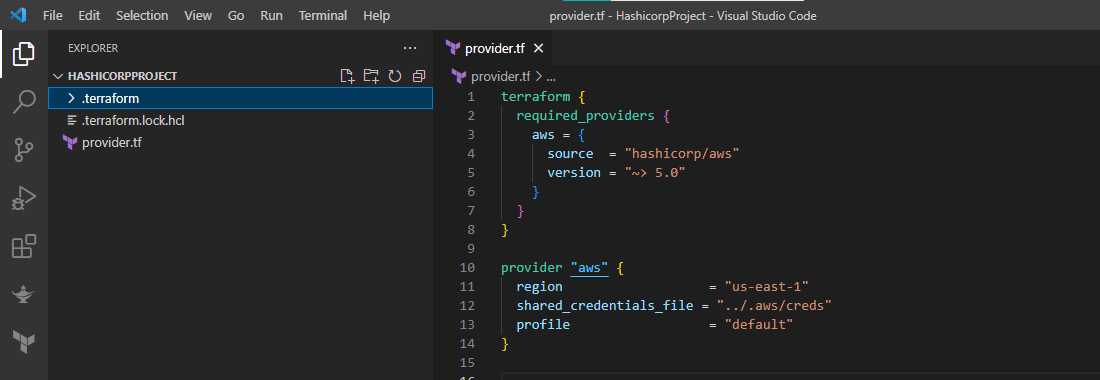 File Edit Selection View Go Run Terminal Help provider.tf - HashicorpProject - Visual Studio Code
EXPLORER ...
HASHICORPPROJECT
.terraform
.terraform.lock.hcl
provider.tf
provider.tf
provider.tf > ...
1 terraform {
2 required_providers {
3 aws = {
4 source = "hashicorp/aws"
5 version = "~> 5.0"
6 }
7 }
8 }
9
10 provider "aws" {
11 region = "us-east-1"
12 shared_credentials_file = "../.aws/creds"
13 profile = "default"
14 }
15
16